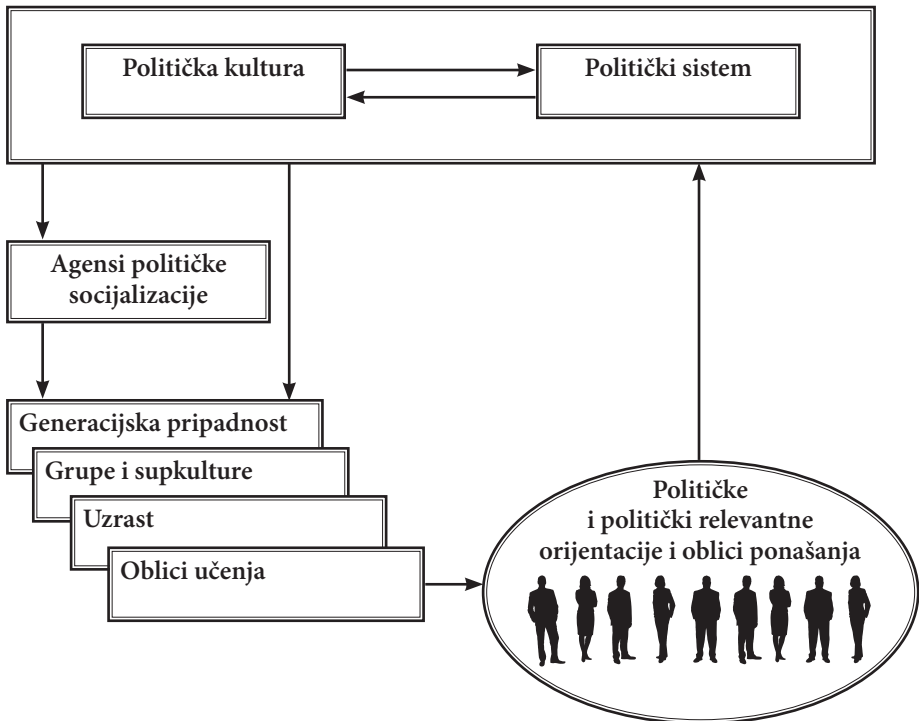 Politička kultura
Politički sistem
Agensi političke
socijalizacije
Generacijska pripadnost
Grupe i supkulture
Uzrast
Oblici učenja
Političke
i politički relevantne
orijentacije i oblici ponašanja